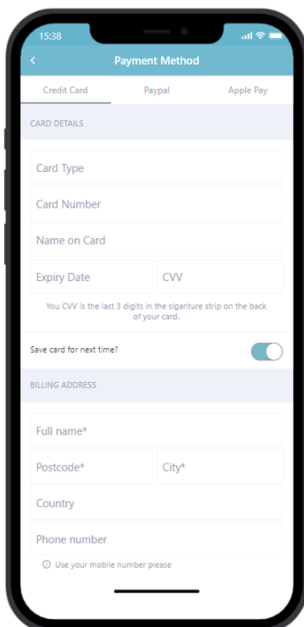 15:38
Payment Method
Credit Card Paypal Apple Pay
CARD DETAILS
Card Type
Card Number
Name on Card
Expiry Date CVV
You CVV is the last 3 digits in the siganture strip on the back
of your card.
Save card for next time?
BILLING ADDRESS
Full name*
Postcode* City*
Country
Phone number
Use your mobile number please